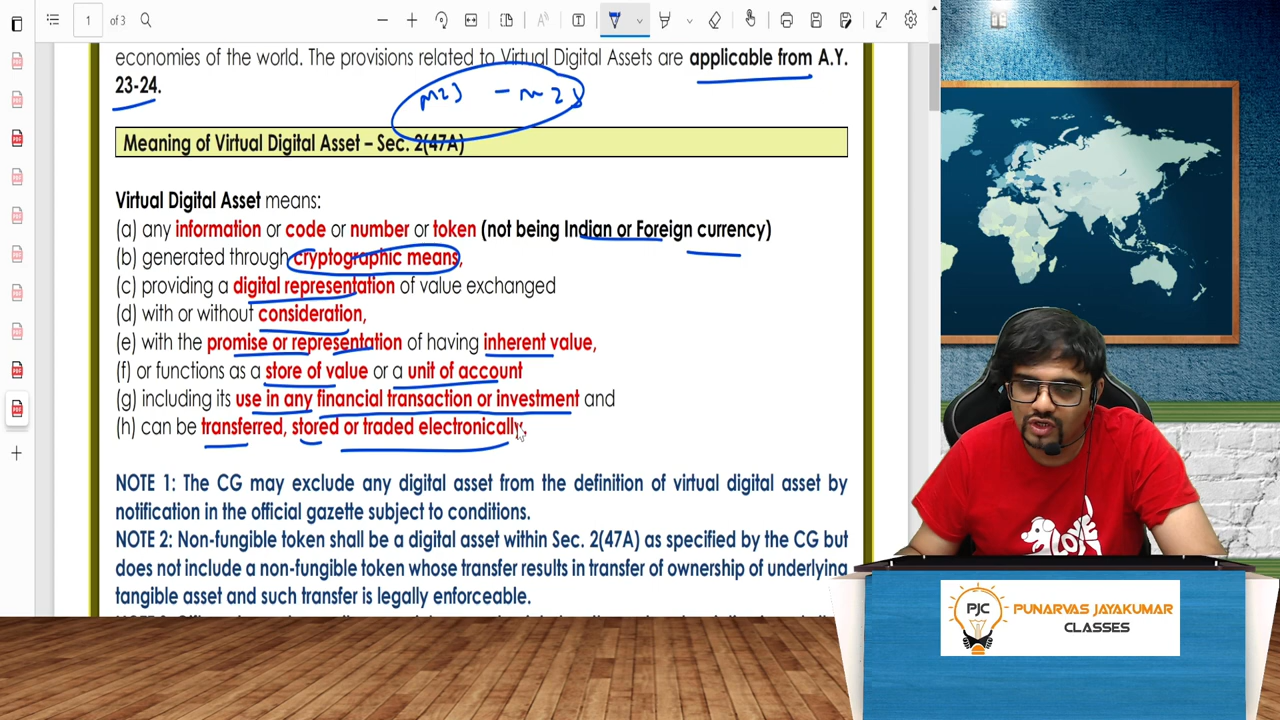 1 of 3
economies of the world. The provisions related to Virtual Digital Assets are applicable from A.Y.
23-24.
Meaning of Virtual Digital Asset – Sec. 2(47A)
Virtual Digital Asset means:
(a) any information or code or number or token (not being Indian or Foreign currency)
(b) generated through cryptographic means,
(c) providing a digital representation of value exchanged
(d) with or without consideration,
(e) with the promise or representation of having inherent value,
(f) or functions as a store of value or a unit of account
(g) including its use in any financial transaction or investment and
(h) can be transferred, stored or traded electronically.
NOTE 1: The CG may exclude any digital asset from the definition of virtual digital asset by
notification in the official gazette subject to conditions.
NOTE 2: Non-fungible token shall be a digital asset within Sec. 2(47A) as specified by the CG but
does not include a non-fungible token whose transfer results in transfer of ownership of underlying
tangible asset and such transfer is legally enforceable.
PJC PUNARVAS JAYAKUMAR
CLASSES